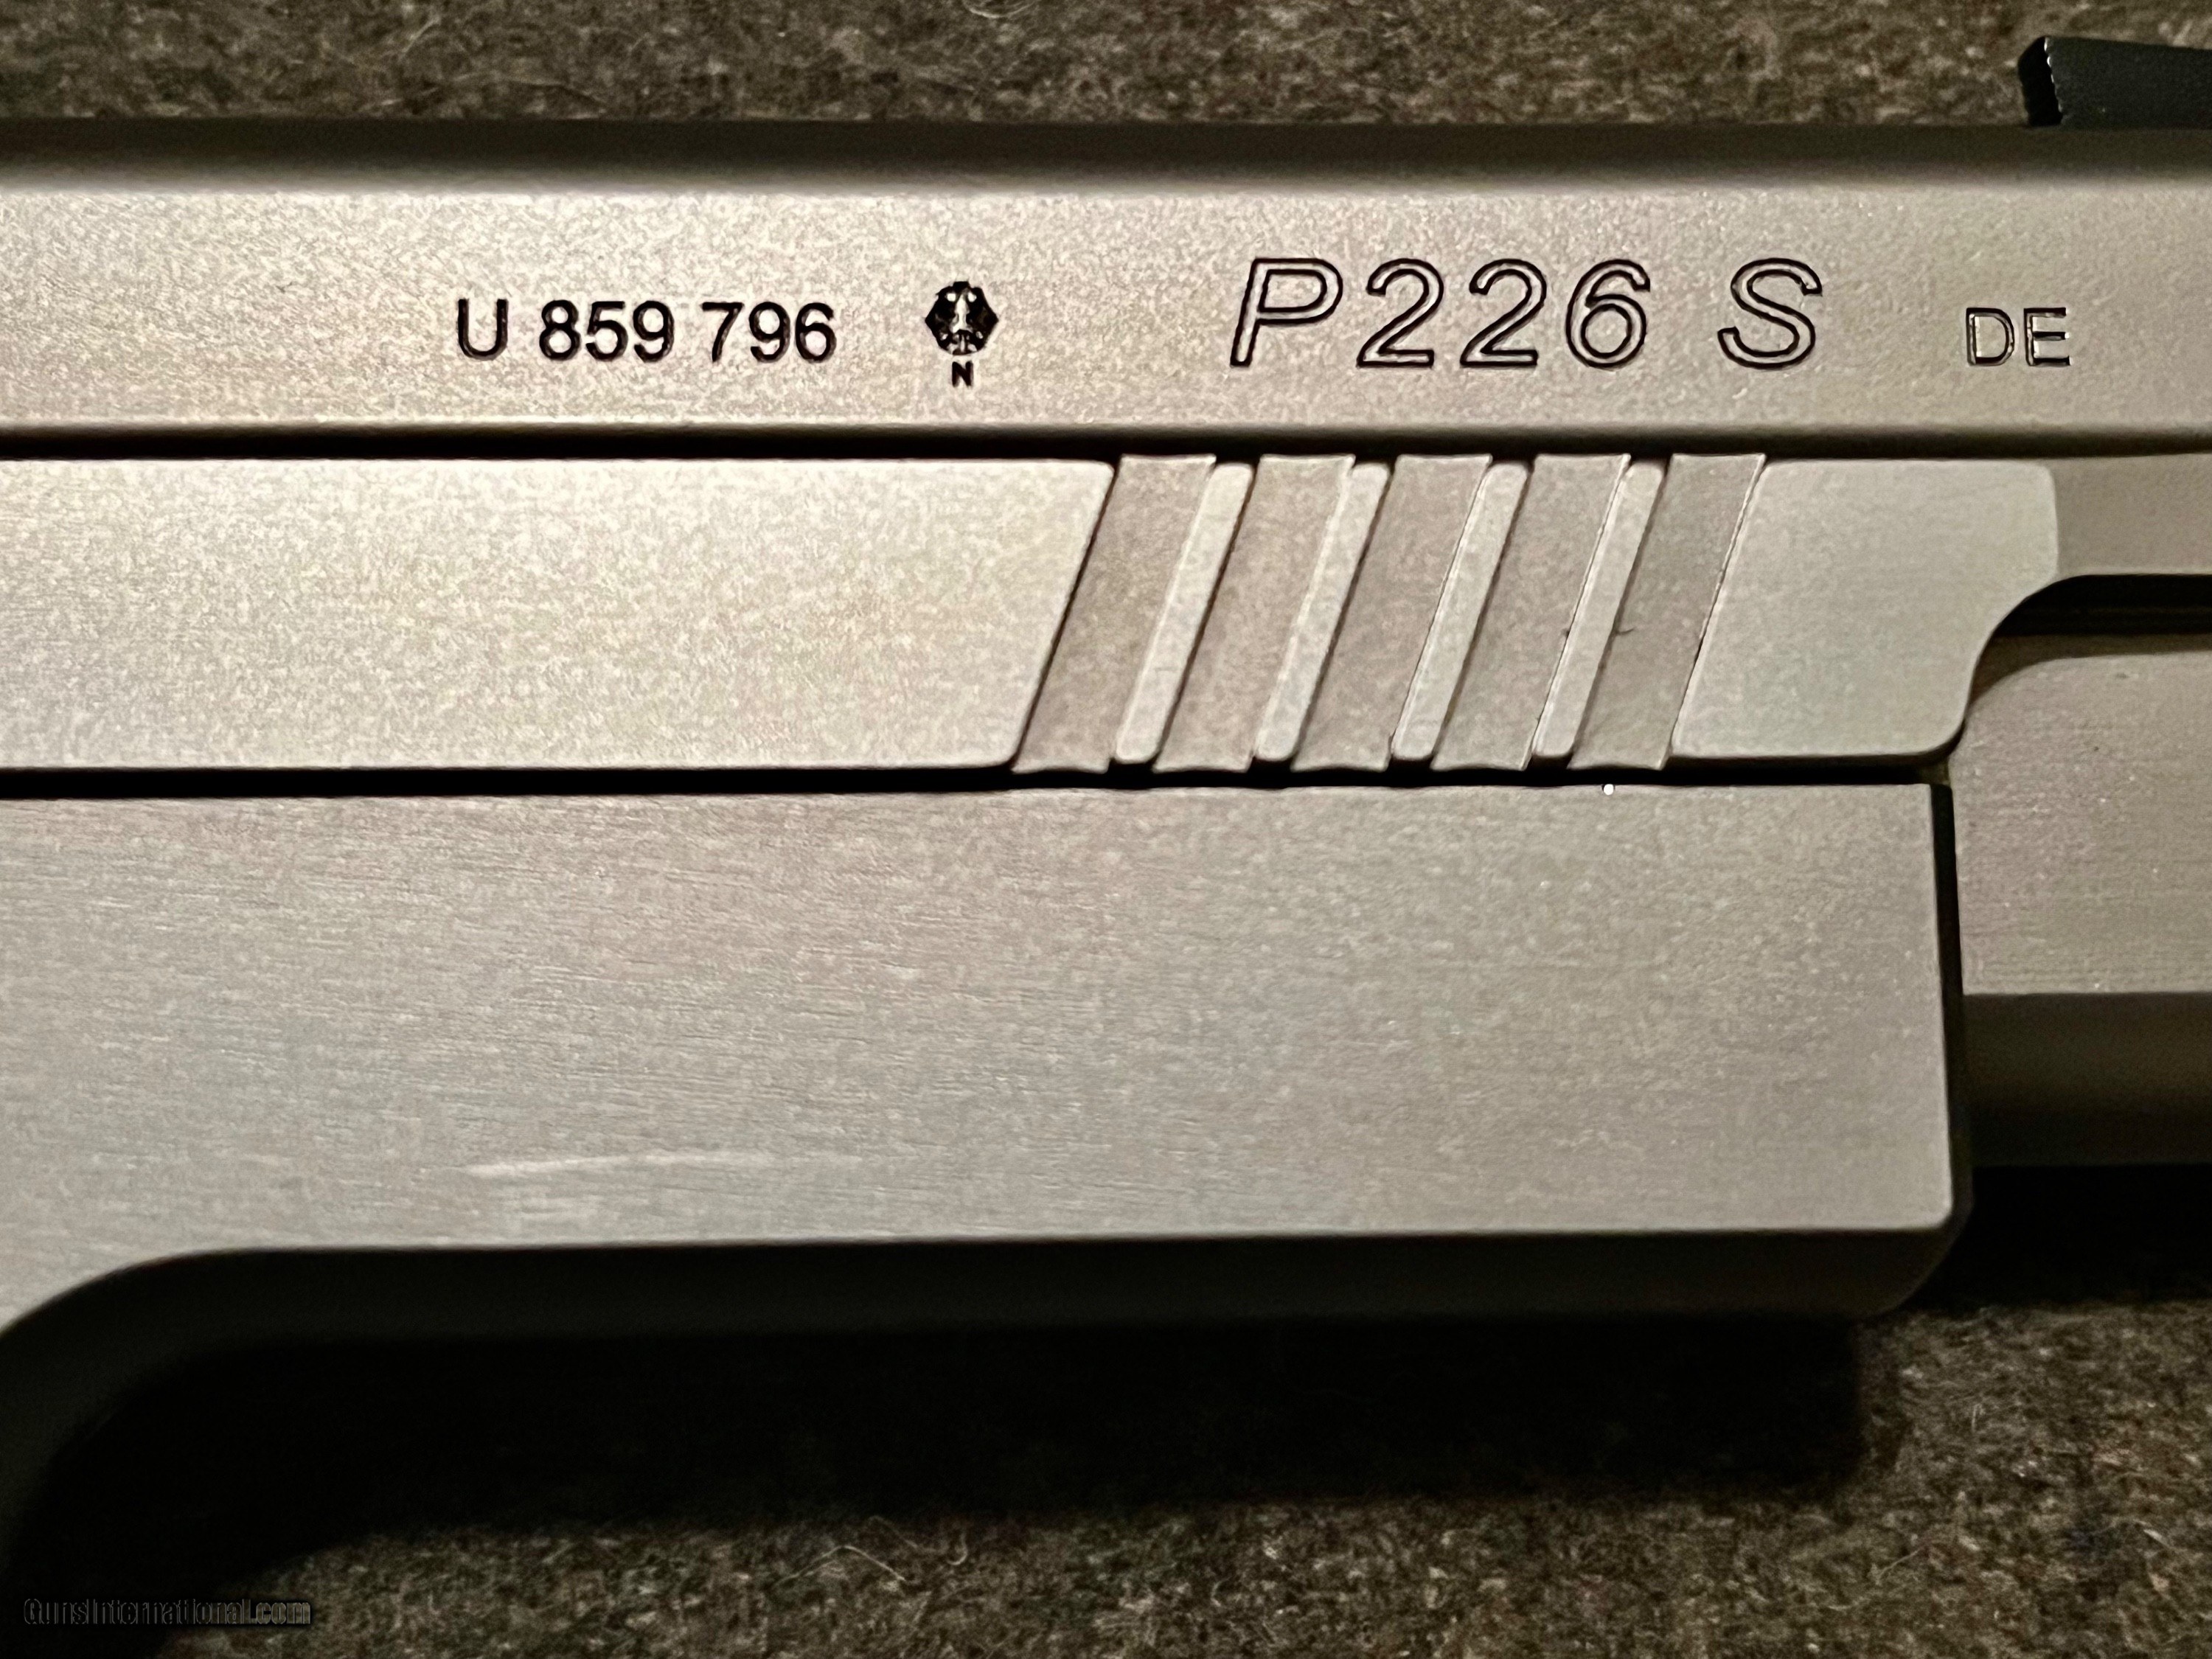 U 859 796 N P226 S DE
GunsInternational.com